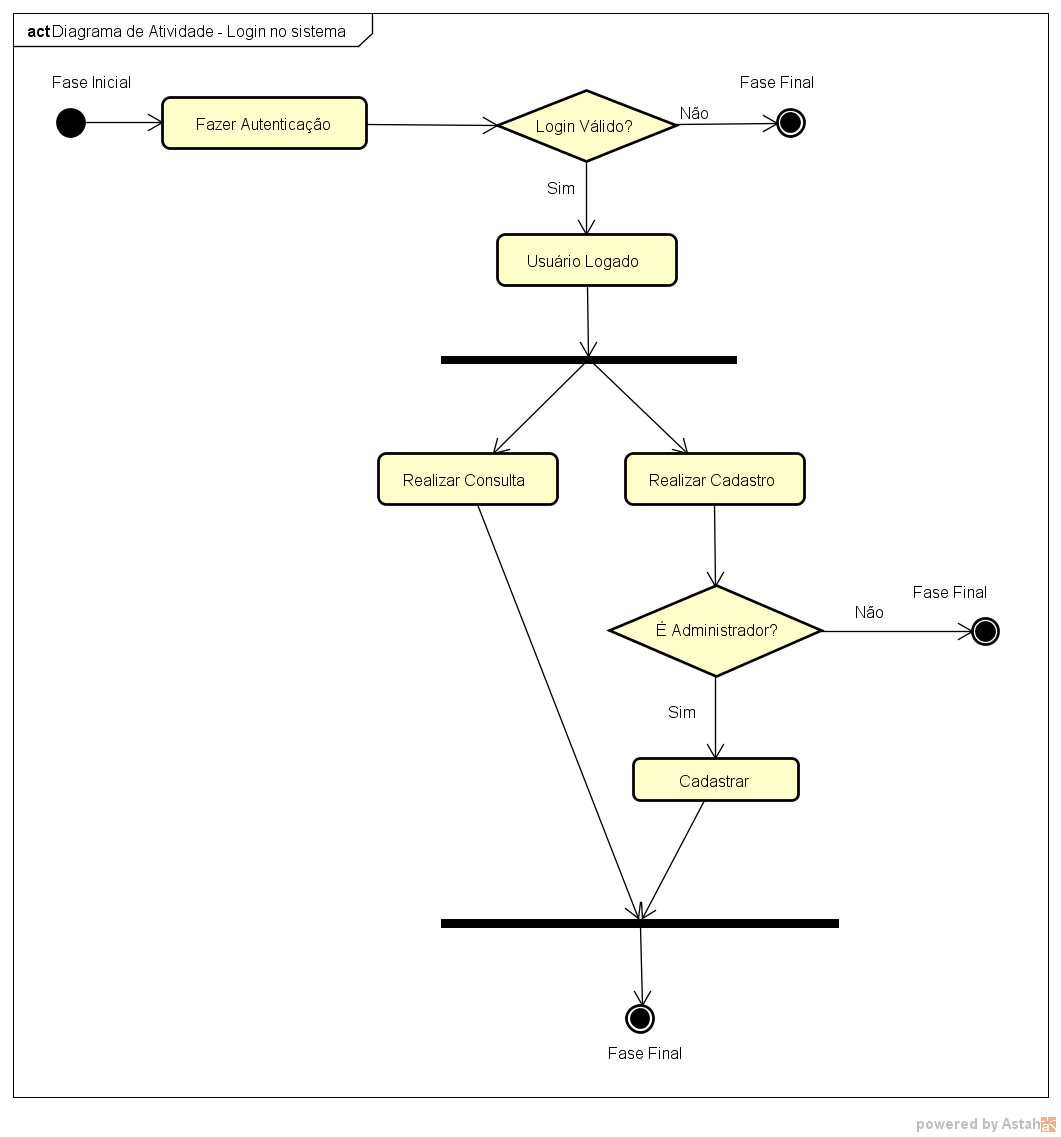 act Diagrama de Atividade - Login no sistema
Fase Inicial
Fase Final
Fazer Autenticação
Login Válido?
Não
Sim
Usuário Logado
Realizar Consulta
Realizar Cadastro
É Administrador?
Não
Fase Final
Sim
Cadastrar
Fase Final
powered by Astah